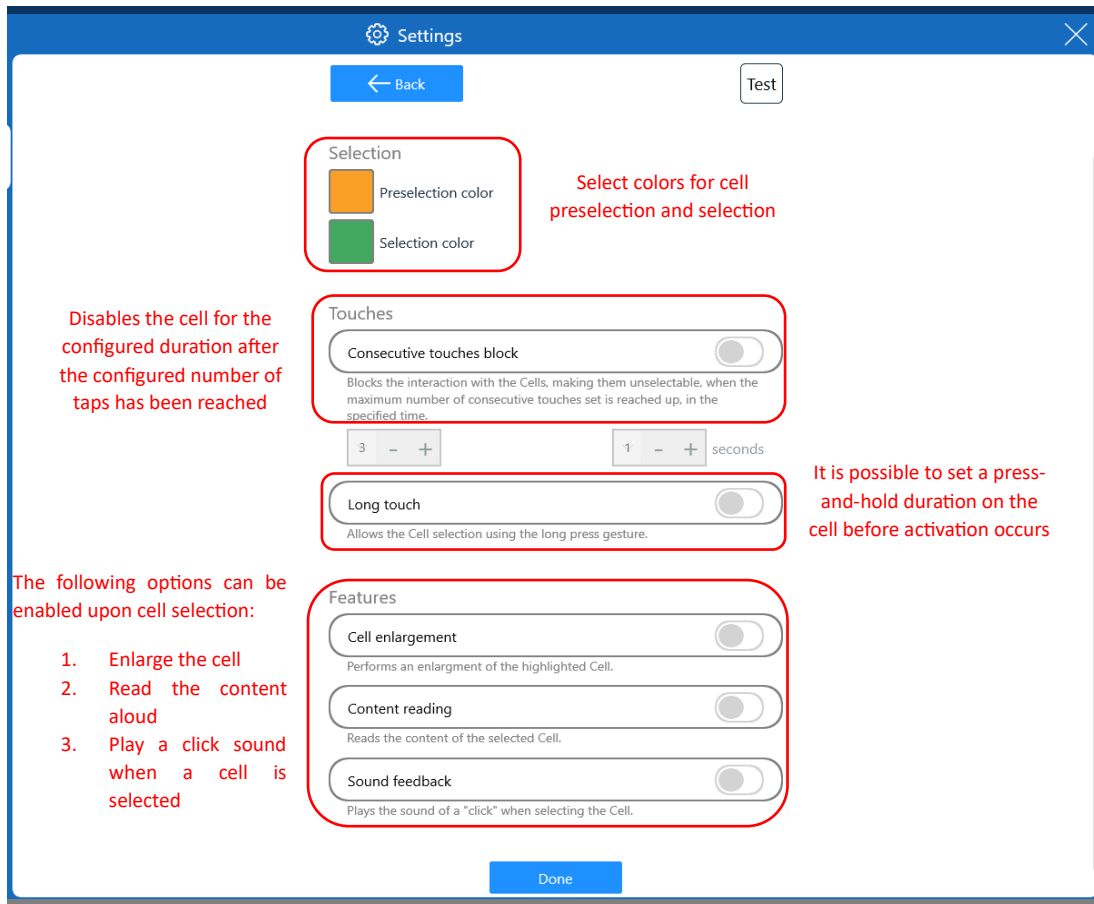 Settings
Back
Test
Selection
Preselection color
Selection color
Select colors for cell
preselection and selection
Disables the cell for the
configured duration after
the configured number of
taps has been reached
Touches
Consecutive touches block
Blocks the interaction with the Cells, making them unselectable, when the
maximum number of consecutive touches set is reached up, in the
specified time.
3 - +
1 - + seconds
Long touch
Allows the Cell selection using the long press gesture.
It is possible to set a press-
and-hold duration on the
cell before activation occurs
The following options can be
enabled upon cell selection:
1. Enlarge the cell
2. Read the content
aloud
3. Play a click sound
when a cell is
selected
Features
Cell enlargement
Performs an enlargment of the highlighted Cell.
Content reading
Reads the content of the selected Cell.
Sound feedback
Plays the sound of a "click" when selecting the Cell.
Done